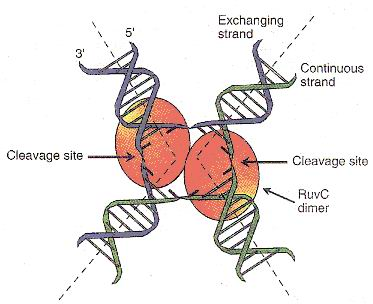 Exchanging
strand
5'
3'
Continuous
strand
Cleavage site
Cleavage site
RuvC
dimer